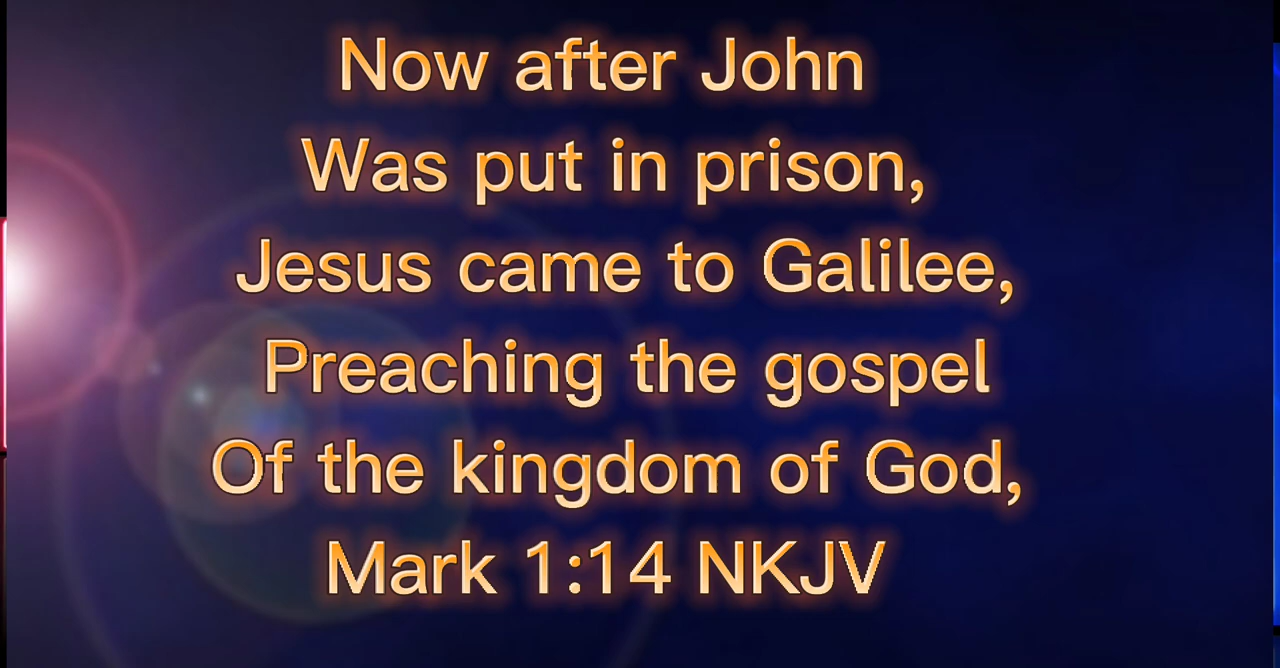 Now after John
Was put in prison,
Jesus came to Galilee,
Preaching the gospel
Of the kingdom of God,
Mark 1:14 NKJV